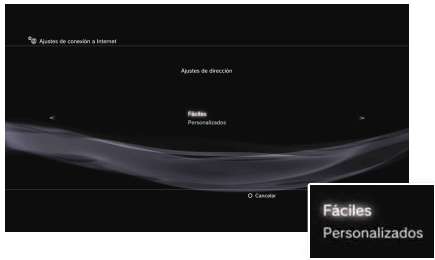 Ajustes de conexión a Internet
Ajustes de dirección
Fáciles
Personalizados
Cancelar
Fáciles
Personalizados